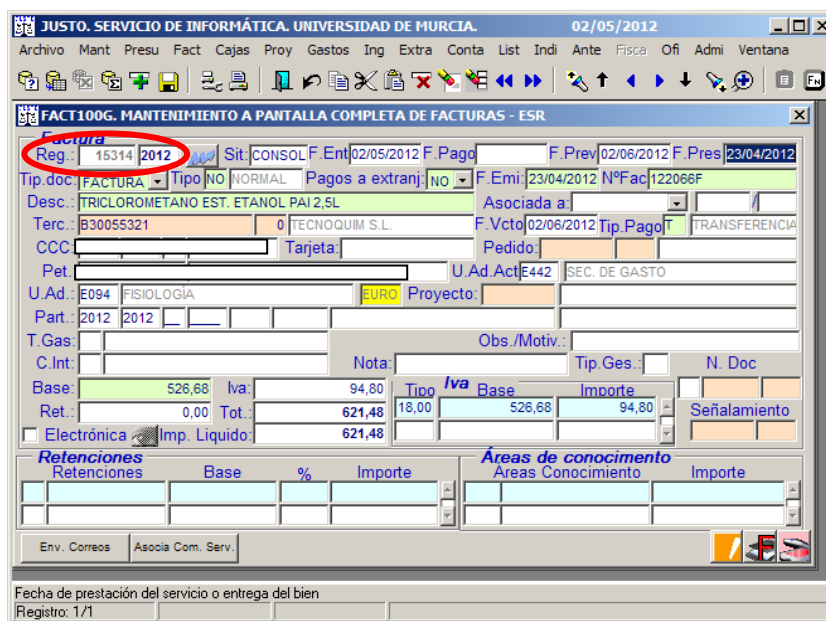 JUSTO. SERVICIO DE INFORMÁTICA. UNIVERSIDAD DE MURCIA. 02/05/2012
Archivo Mant Presu Fact Cajas Proy Gastos Ing Extra Conta List Indi Ante Fisca Ofi Admi Ventana
FACT100G. MANTENIMIENTO A PANTALLA COMPLETA DE FACTURAS - ESR
Factura
Reg.: 15314 2012 Sit: CONSOL F.Ent 02/05/2012 F.Pago F.Prev 02/06/2012 F.Pres 23/04/2012
Tip.doc: FACTURA Tipo NO NORMAL Pagos a extranj: NO F.Emi: 23/04/2012 NºFac 122066F
Desc.: TRICLOROMETANO EST. ETANOL PAI 2,5L Asociada a: /
Terc.: B30055321 0 TECNOQUIM S.L. F.Vcto 02/06/2012 Tip.Pago T TRANSFERENCIA
CCC: Tarjeta: Pedido:
Pet. U.Ad.Act E442 SEC. DE GASTO
U.Ad.: E094 FISIOLOGÍA EURO Proyecto:
Part.: 2012 2012 __ ____
T.Gas: Obs./Motiv.:
C.Int: Nota: Tip.Ges.: N. Doc
Base: 526,68 Iva: 94,80 Tipo Iva Base Importe
Ret.: 0,00 Tot.: 621,48 18,00 526,68 94,80 Señalamiento
Electrónica Imp. Liquido: 621,48
Retenciones Áreas de conocimento
Retenciones Base % Importe Áreas Conocimiento Importe
Env. Correos Asocia Com. Serv.
Fecha de prestación del servicio o entrega del bien
Registro: 1/1